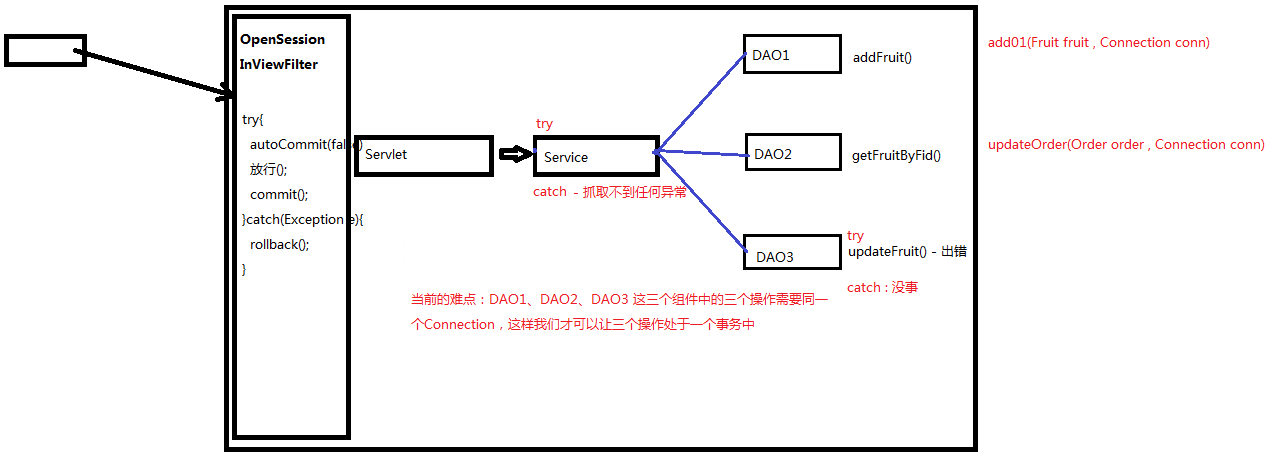 OpenSession
InViewFilter
try{
autoCommit(false)
放行();
commit();
}catch(Exception e){
rollback();
}
Servlet
try
Service
catch - 抓取不到任何异常
DAO1
addFruit()
add01(Fruit fruit , Connection conn)
DAO2
getFruitByFid()
updateOrder(Order order , Connection conn)
DAO3
try
updateFruit() - 出错
catch : 没事
当前的难点：DAO1、DAO2、DAO3 这三个组件中的三个操作需要同一
个Connection，这样我们才可以让三个操作处于一个事务中